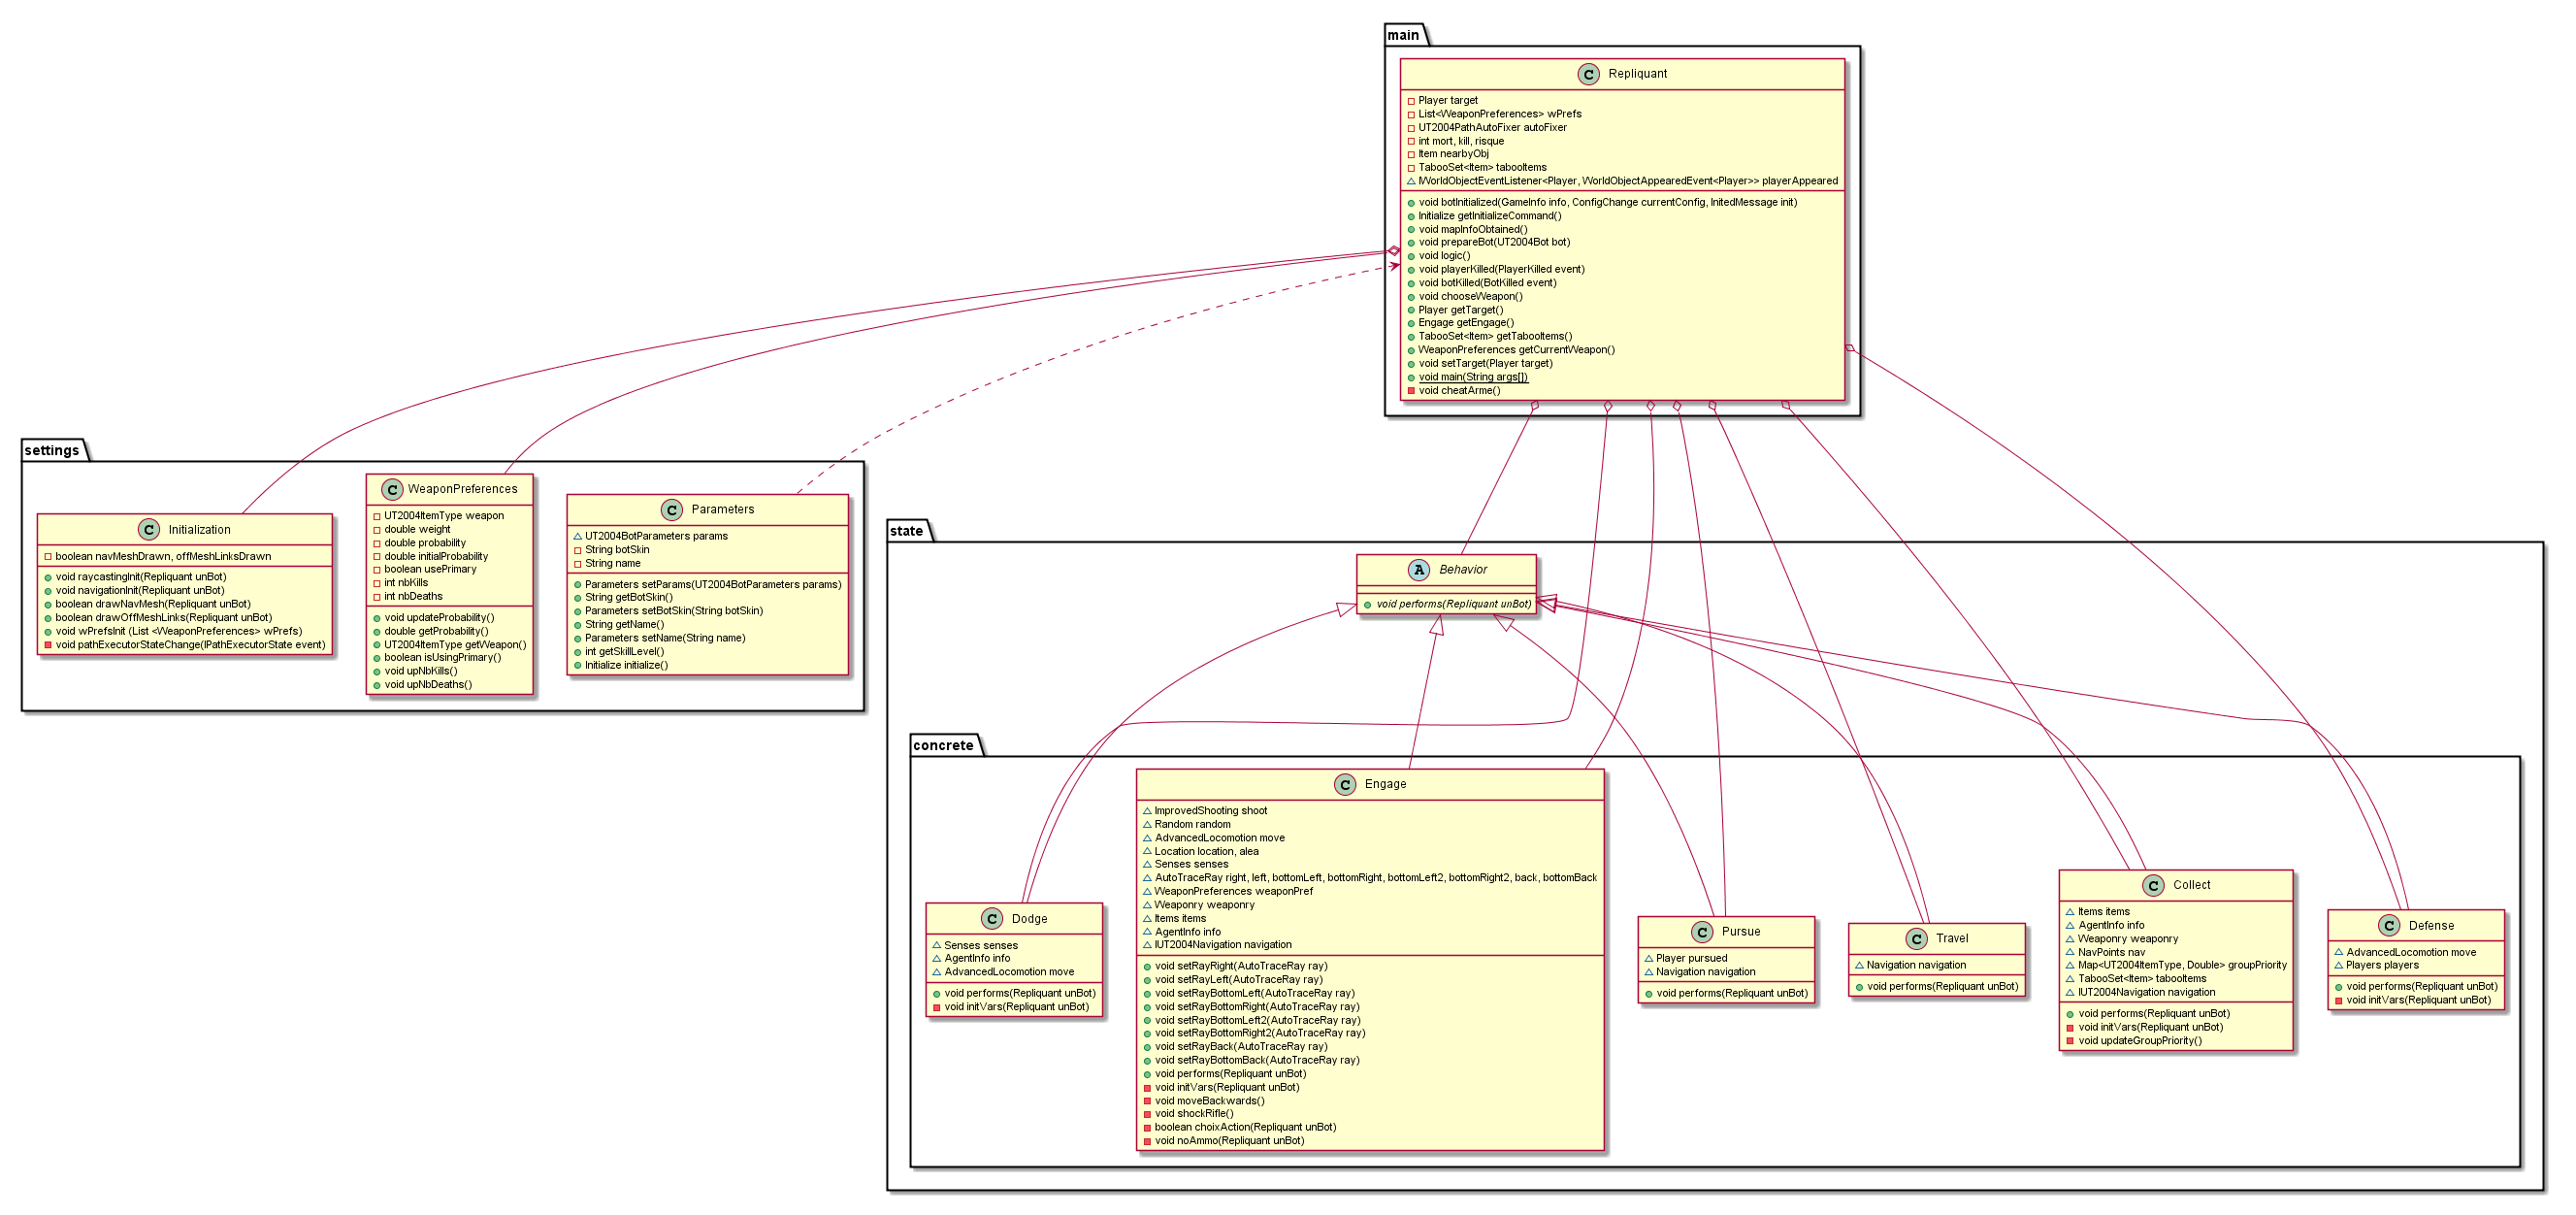 main
Repliquant
Player target
List<WeaponPreferences> wPrefs
UT2004PathAutoFixer autoFixer
int mort, kill, risque
Item nearbyObj
TabooSet<Item> tabooItems
IWorldObjectEventListener<Player, WorldObjectAppearedEvent<Player>> playerAppeared
void botInitialized(GameInfo info, ConfigChange currentConfig, InitedMessage init)
Initialize getInitializeCommand()
void mapInfoObtained()
void prepareBot(UT2004Bot bot)
void logic()
void playerKilled(PlayerKilled event)
void botKilled(BotKilled event)
void chooseWeapon()
Player getTarget()
Engage getEngage()
TabooSet<Item> getTabooItems()
WeaponPreferences getCurrentWeapon()
void setTarget(Player target)
void main(String args[])
void cheatArme()
settings
Initialization
boolean navMeshDrawn, offMeshLinksDrawn
void raycastingInit(Repliquant unBot)
void navigationInit(Repliquant unBot)
boolean drawNavMesh(Repliquant unBot)
boolean drawOffMeshLinks(Repliquant unBot)
void wPrefsInit (List <WeaponPreferences> wPrefs)
void pathExecutorStateChange(IPathExecutorState event)
WeaponPreferences
UT2004ItemType weapon
double weight
double probability
double initialProbability
boolean usePrimary
int nbKills
int nbDeaths
void updateProbability()
double getProbability()
UT2004ItemType getWeapon()
boolean isUsingPrimary()
void upNbKills()
void upNbDeaths()
Parameters
UT2004BotParameters params
String botSkin
String name
Parameters setParams(UT2004BotParameters params)
String getBotSkin()
Parameters setBotSkin(String botSkin)
String getName()
Parameters setName(String name)
int getSkillLevel()
Initialize initialize()
state
Behavior
void performs(Repliquant unBot)
concrete
Dodge
Senses senses
AgentInfo info
AdvancedLocomotion move
void performs(Repliquant unBot)
void initVars(Repliquant unBot)
Engage
ImprovedShooting shoot
Random random
AdvancedLocomotion move
Location location, alea
Senses senses
AutoTraceRay right, left, bottomLeft, bottomRight, bottomLeft2, bottomRight2, back, bottomBack
WeaponPreferences weaponPref
Weaponry weaponry
Items items
AgentInfo info
IUT2004Navigation navigation
void setRayRight(AutoTraceRay ray)
void setRayLeft(AutoTraceRay ray)
void setRayBottomLeft(AutoTraceRay ray)
void setRayBottomRight(AutoTraceRay ray)
void setRayBottomLeft2(AutoTraceRay ray)
void setRayBottomRight2(AutoTraceRay ray)
void setRayBack(AutoTraceRay ray)
void setRayBottomBack(AutoTraceRay ray)
void performs(Repliquant unBot)
void initVars(Repliquant unBot)
void moveBackwards()
void shockRifle()
boolean choixAction(Repliquant unBot)
void noAmmo(Repliquant unBot)
Pursue
Player pursued
Navigation navigation
void performs(Repliquant unBot)
Travel
Navigation navigation
void performs(Repliquant unBot)
Collect
Items items
AgentInfo info
Weaponry weaponry
NavPoints nav
Map<UT2004ItemType, Double> groupPriority
TabooSet<Item> tabooItems
IUT2004Navigation navigation
void performs(Repliquant unBot)
void initVars(Repliquant unBot)
void updateGroupPriority()
Defense
AdvancedLocomotion move
Players players
void performs(Repliquant unBot)
void initVars(Repliquant unBot)